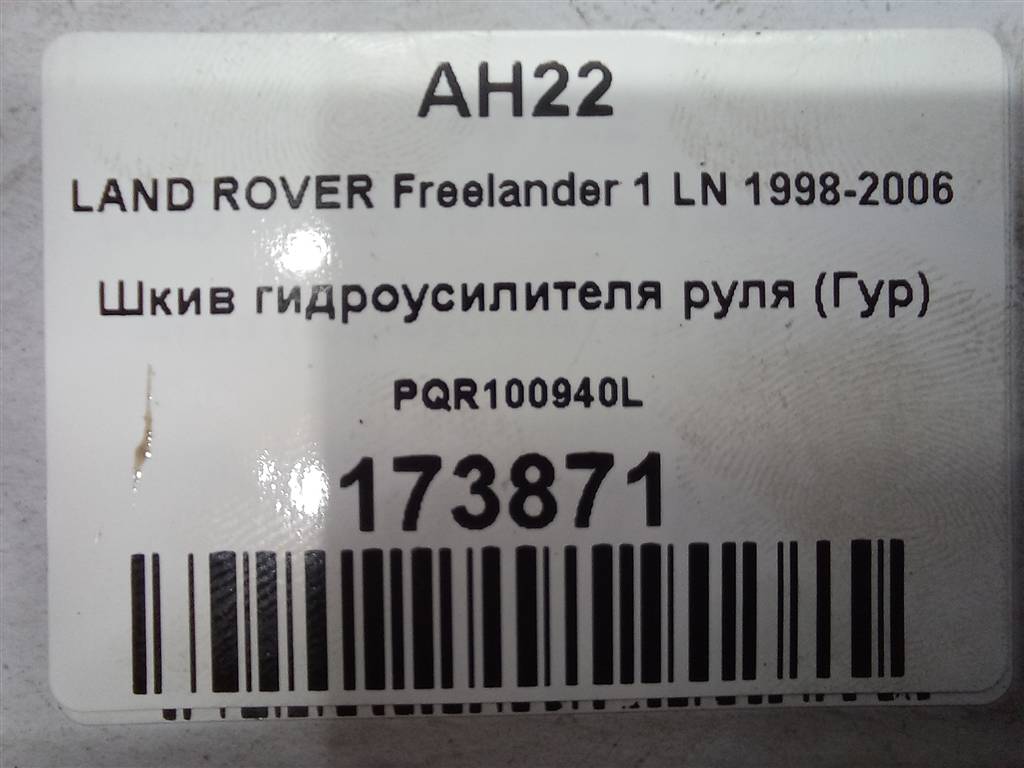 AH22
LAND ROVER Freelander 1 LN 1998-2006
Шкив гидроусилителя руля (Гур)
PQR100940L
173871